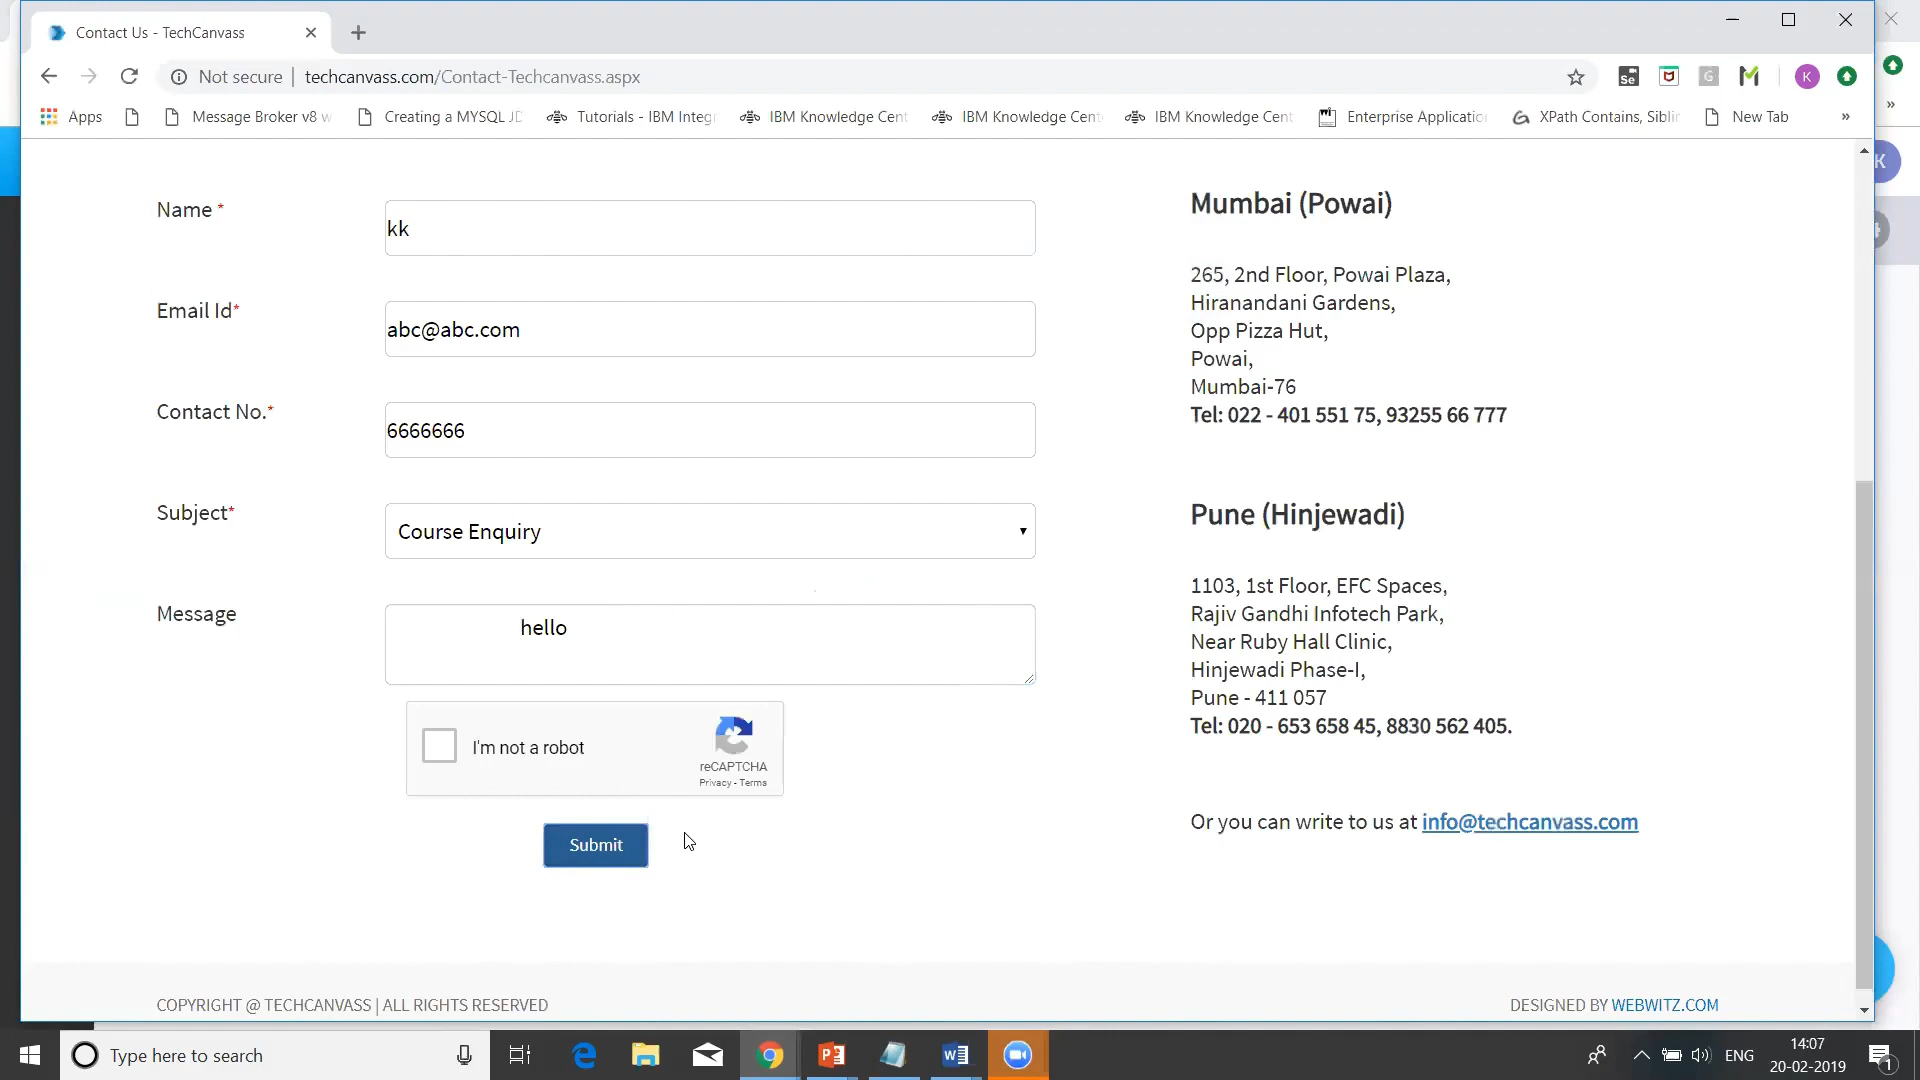 Contact Us - TechCanvass
Not secure | techcanvass.com/Contact-Techcanvass.aspx
Se G K
Apps Message Broker v8 w Creating a MYSQL JD Tutorials - IBM Integr IBM Knowledge Cent IBM Knowledge Cent IBM Knowledge Cent Enterprise Applicatio XPath Contains, Sibli New Tab »
»
K
Name *
kk
Email Id*
abc@abc.com
Contact No.*
6666666
Subject*
Course Enquiry
Message
hello
I'm not a robot
reCAPTCHA
Privacy - Terms
Submit
Mumbai (Powai)
265, 2nd Floor, Powai Plaza,
Hiranandani Gardens,
Opp Pizza Hut,
Powai,
Mumbai-76
Tel: 022 - 401 551 75, 93255 66 777
Pune (Hinjewadi)
1103, 1st Floor, EFC Spaces,
Rajiv Gandhi Infotech Park,
Near Ruby Hall Clinic,
Hinjewadi Phase-I,
Pune - 411 057
Tel: 020 - 653 658 45, 8830 562 405.
Or you can write to us at info@techcanvass.com
COPYRIGHT @ TECHCANVASS | ALL RIGHTS RESERVED
DESIGNED BY WEBWITZ.COM
Type here to search
ENG
14:07
20-02-2019
1